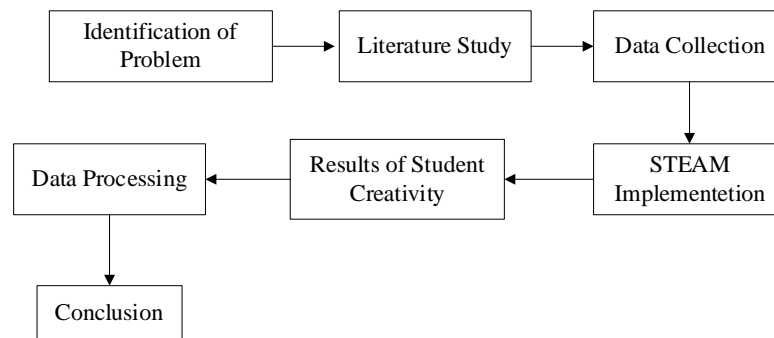 Identification of
Problem
Literature Study
Data Collection
STEAM
Implementetion
Results of Student
Creativity
Data Processing
Conclusion